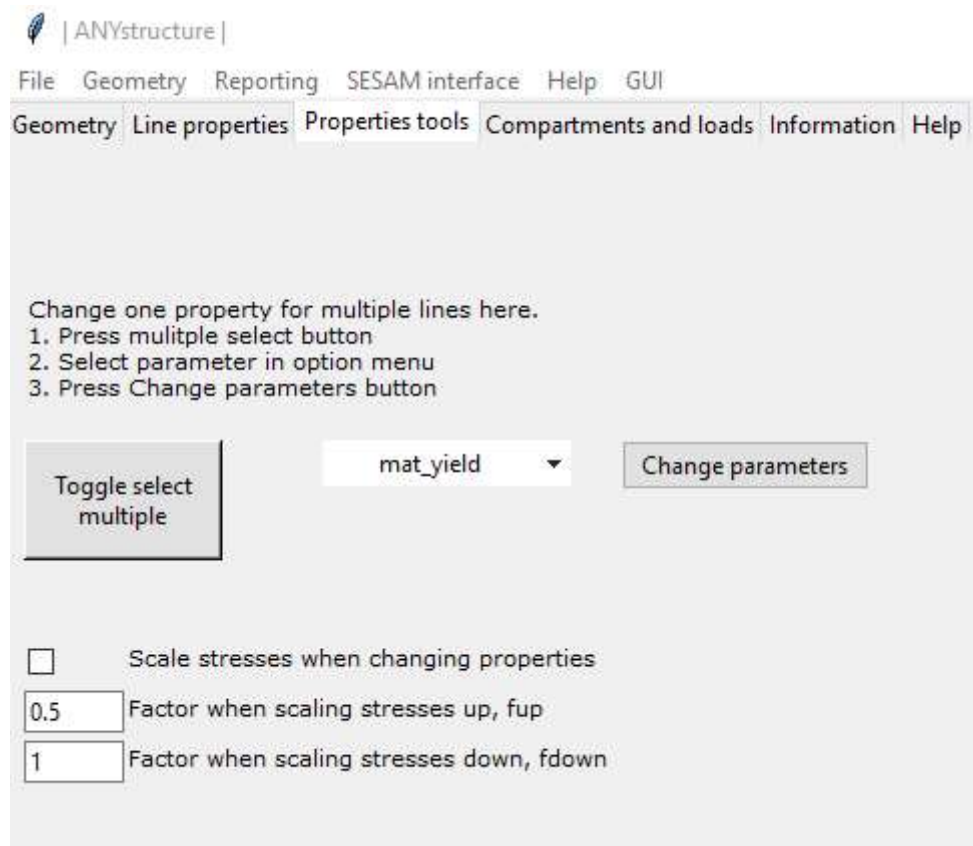 | ANYstructure |
File Geometry Reporting SESAM interface Help GUI
Geometry Line properties Properties tools Compartments and loads Information Help
Change one property for multiple lines here.
1. Press mulitple select button
2. Select parameter in option menu
3. Press Change parameters button
Toggle select
multiple
mat_yield
Change parameters
Scale stresses when changing properties
0.5 Factor when scaling stresses up, fup
1 Factor when scaling stresses down, fdown